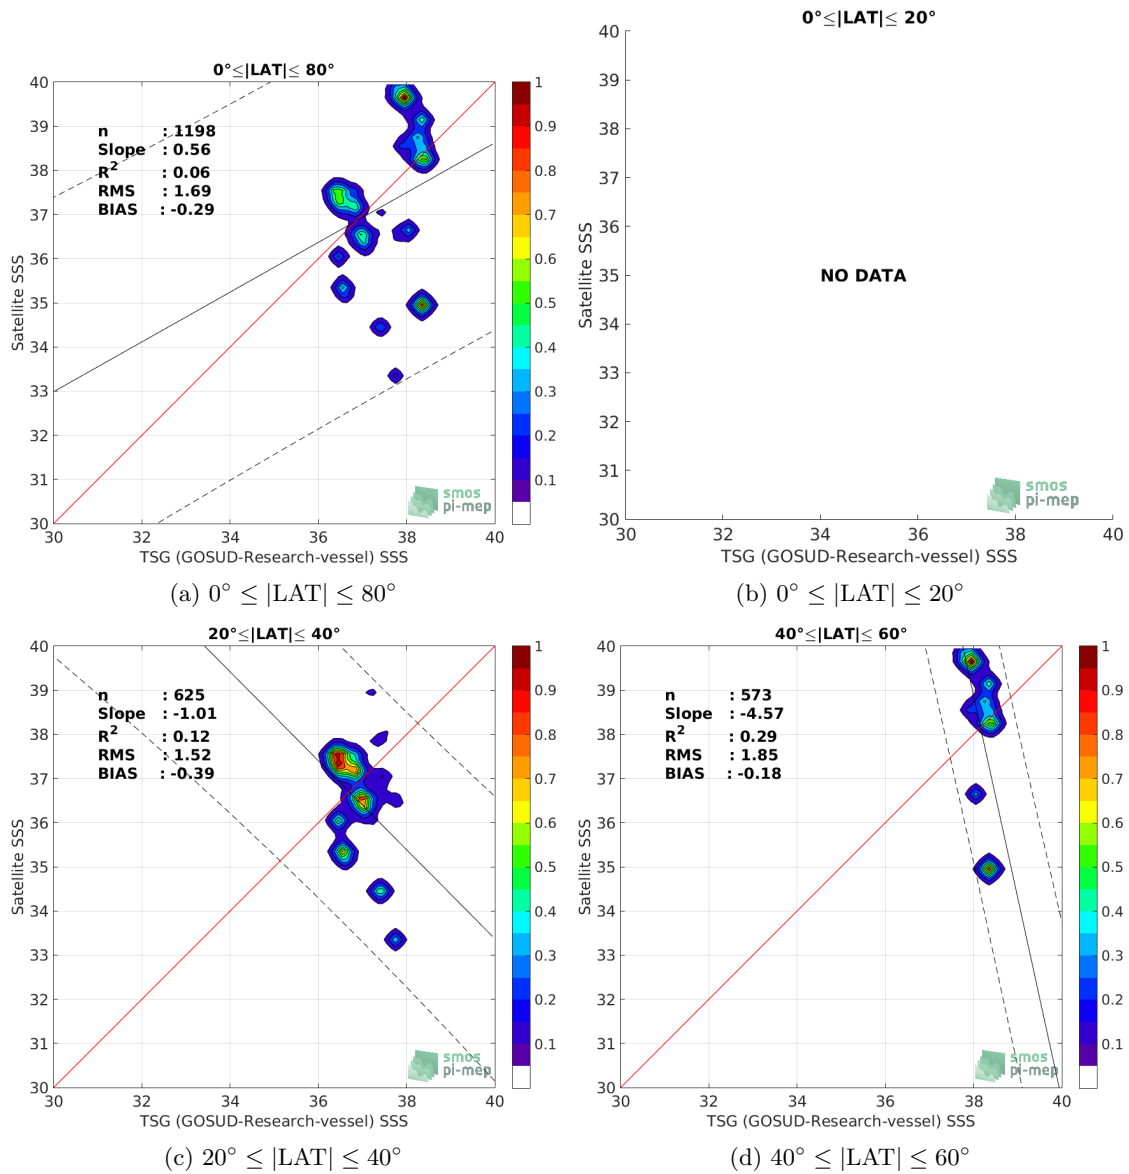 0°≤|LAT|≤ 80°
40
39
38
37
36
35
34
33
32
31
30
Satellite SSS
n : 1198
Slope : 0.56
R² : 0.06
RMS : 1.69
BIAS : -0.29
1
0.9
0.8
0.7
0.6
0.5
0.4
0.3
0.2
0.1
smos
pi-mep
30 32 34 36 38 40
TSG (GOSUD-Research-vessel) SSS
(a) 0° ≤ |LAT| ≤ 80°
0°≤|LAT|≤ 20°
40
39
38
37
36
35
34
33
32
31
30
Satellite SSS
NO DATA
smos
pi-mep
30 32 34 36 38 40
TSG (GOSUD-Research-vessel) SSS
(b) 0° ≤ |LAT| ≤ 20°
20°≤|LAT|≤ 40°
40
39
38
37
36
35
34
33
32
31
30
Satellite SSS
n : 625
Slope : -1.01
R² : 0.12
RMS : 1.52
BIAS : -0.39
1
0.9
0.8
0.7
0.6
0.5
0.4
0.3
0.2
0.1
smos
pi-mep
30 32 34 36 38 40
TSG (GOSUD-Research-vessel) SSS
(c) 20° ≤ |LAT| ≤ 40°
40°≤|LAT|≤ 60°
40
39
38
37
36
35
34
33
32
31
30
Satellite SSS
n : 573
Slope : -4.57
R² : 0.29
RMS : 1.85
BIAS : -0.18
1
0.9
0.8
0.7
0.6
0.5
0.4
0.3
0.2
0.1
smos
pi-mep
30 32 34 36 38 40
TSG (GOSUD-Research-vessel) SSS
(d) 40° ≤ |LAT| ≤ 60°